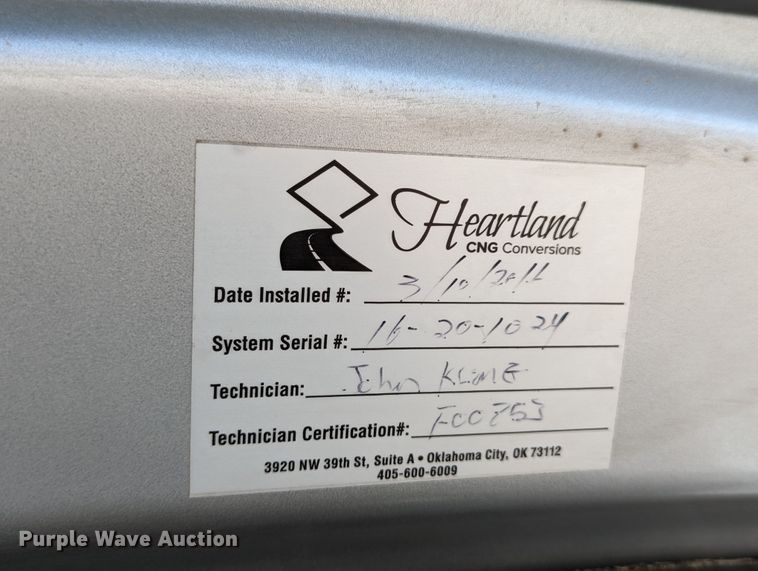 Heartland
CNG Conversions
Date Installed #: 3/10/2016
System Serial #: 16-20-1024
Technician: John
Technician Certification#:
3920 NW 39th St, Suite A • Oklahoma City, OK 73112
405-600-6009
Purple Wave Auction